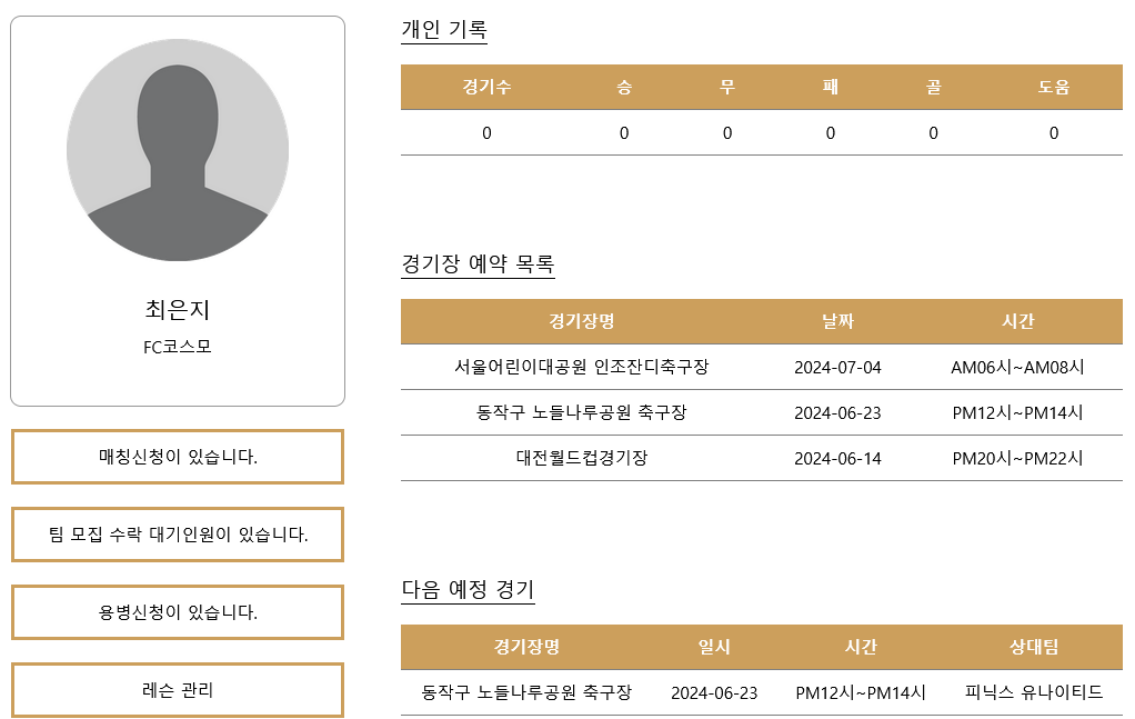 최은지
FC코스모
매칭신청이 있습니다.
팀 모집 수락 대기인원이 있습니다.
용병신청이 있습니다.
레슨 관리
개인 기록
경기수 승 무 패 골 도움
0 0 0 0 0 0
경기장 예약 목록
경기장명 날짜 시간
서울어린이대공원 인조잔디축구장 2024-07-04 AM06시~AM08시
동작구 노들나루공원 축구장 2024-06-23 PM12시~PM14시
대전월드컵경기장 2024-06-14 PM20시~PM22시
다음 예정 경기
경기장명 일시 시간 상대팀
동작구 노들나루공원 축구장 2024-06-23 PM12시~PM14시 피닉스 유나이티드